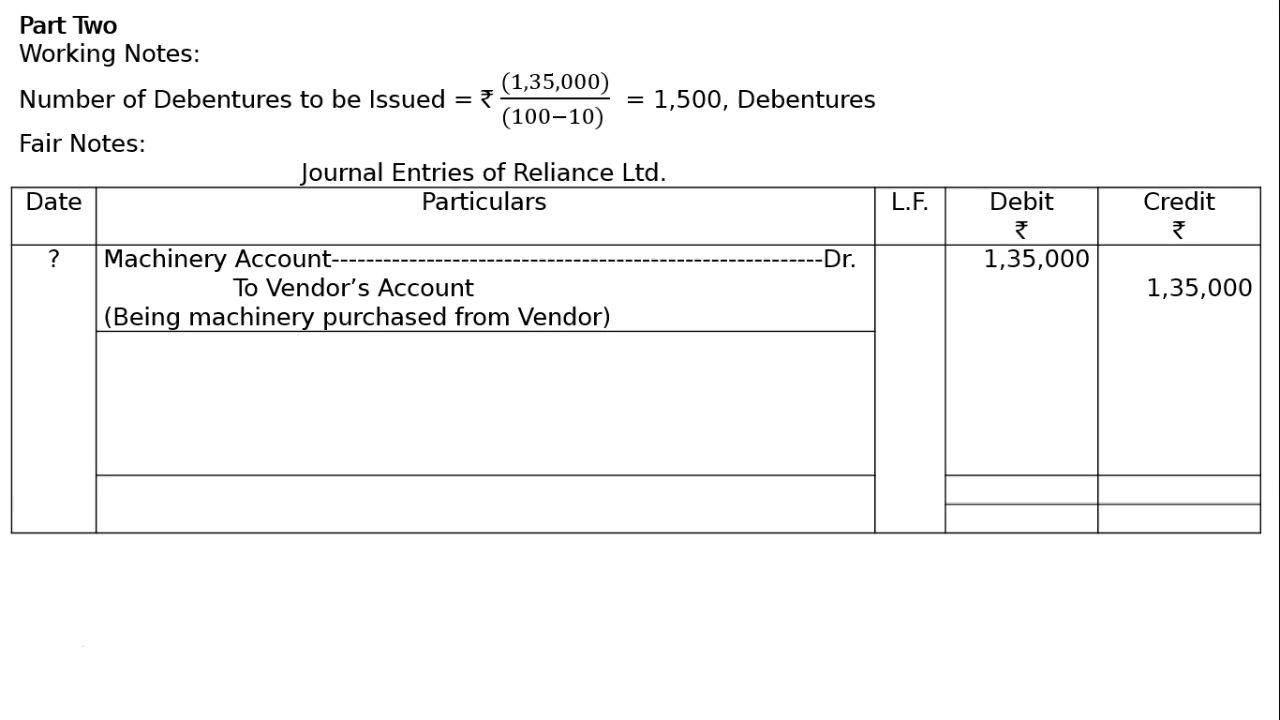 Part Two
Working Notes:
Number of Debentures to be Issued = ₹ (1,35,000)/(100−10) = 1,500, Debentures
Fair Notes:
Journal Entries of Reliance Ltd.
Date Particulars L.F. Debit ₹ Credit ₹
? Machinery Account---------------------------------------------------------Dr. 1,35,000
To Vendor’s Account 1,35,000
(Being machinery purchased from Vendor)